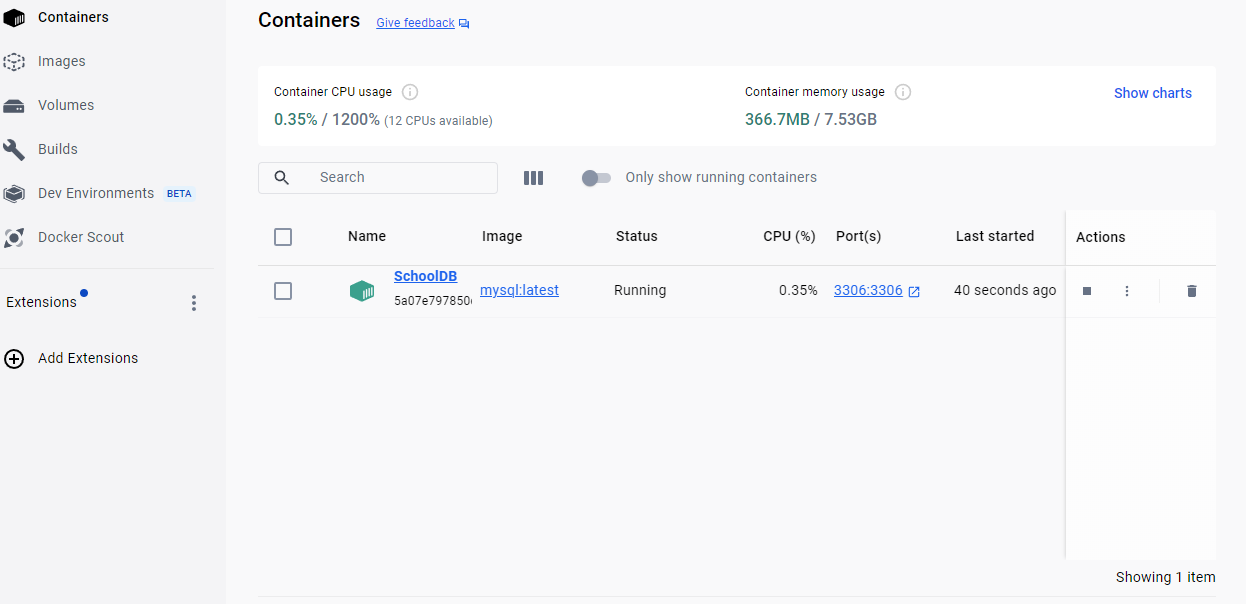 Containers
Images
Volumes
Builds
Dev Environments BETA
Docker Scout
Extensions
Add Extensions
Containers Give feedback
Container CPU usage
0.35% / 1200% (12 CPUs available)
Container memory usage
366.7MB / 7.53GB
Show charts
Search
Only show running containers
Name Image Status CPU (%) Port(s) Last started Actions
SchoolDB
5a07e797850 mysql:latest Running 0.35% 3306:3306 40 seconds ago
Showing 1 item